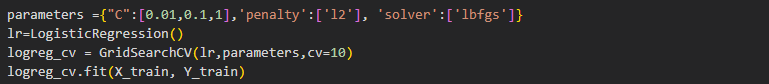 parameters ={"C":[0.01,0.1,1],'penalty':['l2'], 'solver':['lbfgs']}
lr=LogisticRegression()
logreg_cv = GridSearchCV(lr,parameters,cv=10)
logreg_cv.fit(X_train, Y_train)